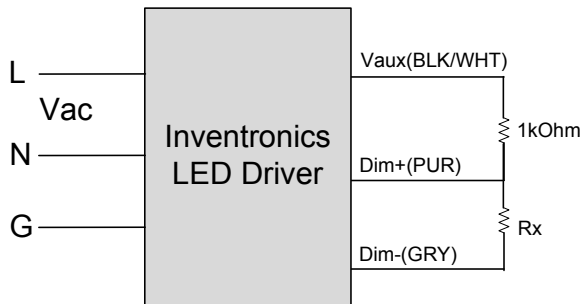 L
Vac
N
G
Inventronics
LED Driver
Vaux(BLK/WHT)
1kOhm
Dim+(PUR)
Rx
Dim-(GRY)